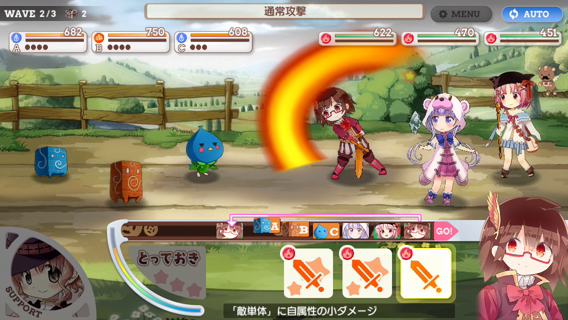 WAVE 2/3 2
通常攻撃
MENU
AUTO
682 750 608 622 470 451
A B C
A B C GO!
SUPPORT
とっておき
「敵単体」に自属性の小ダメージ